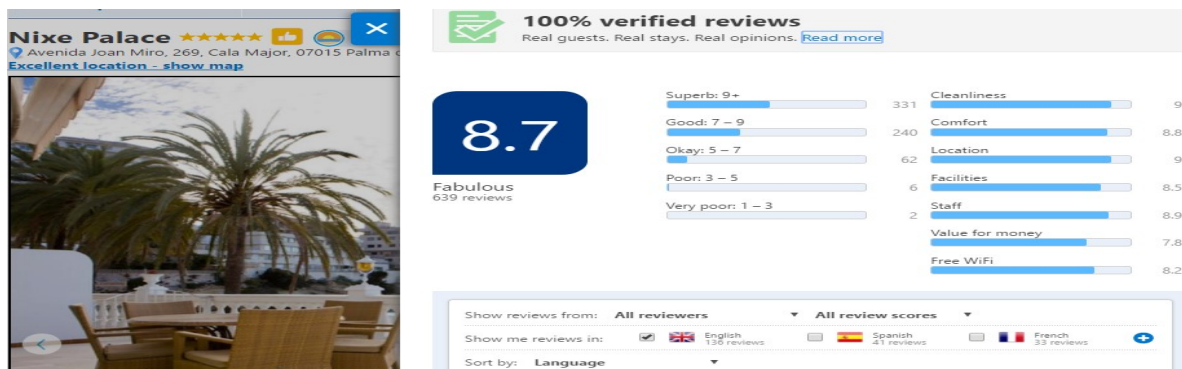 Nixe Palace
Avenida Joan Miro, 269, Cala Major, 07015 Palma
Excellent location - show map
100% verified reviews
Real guests. Real stays. Real opinions. Read more
8.7
Fabulous
639 reviews
Superb: 9+
331
Good: 7 – 9
240
Okay: 5 – 7
62
Poor: 3 – 5
6
Very poor: 1 – 3
2
Cleanliness
9
Comfort
8.8
Location
9
Facilities
8.5
Staff
8.9
Value for money
7.8
Free WiFi
8.2
Show reviews from: All reviewers All review scores
Show me reviews in: English Spanish French
136 reviews 41 reviews 33 reviews
Sort by: Language